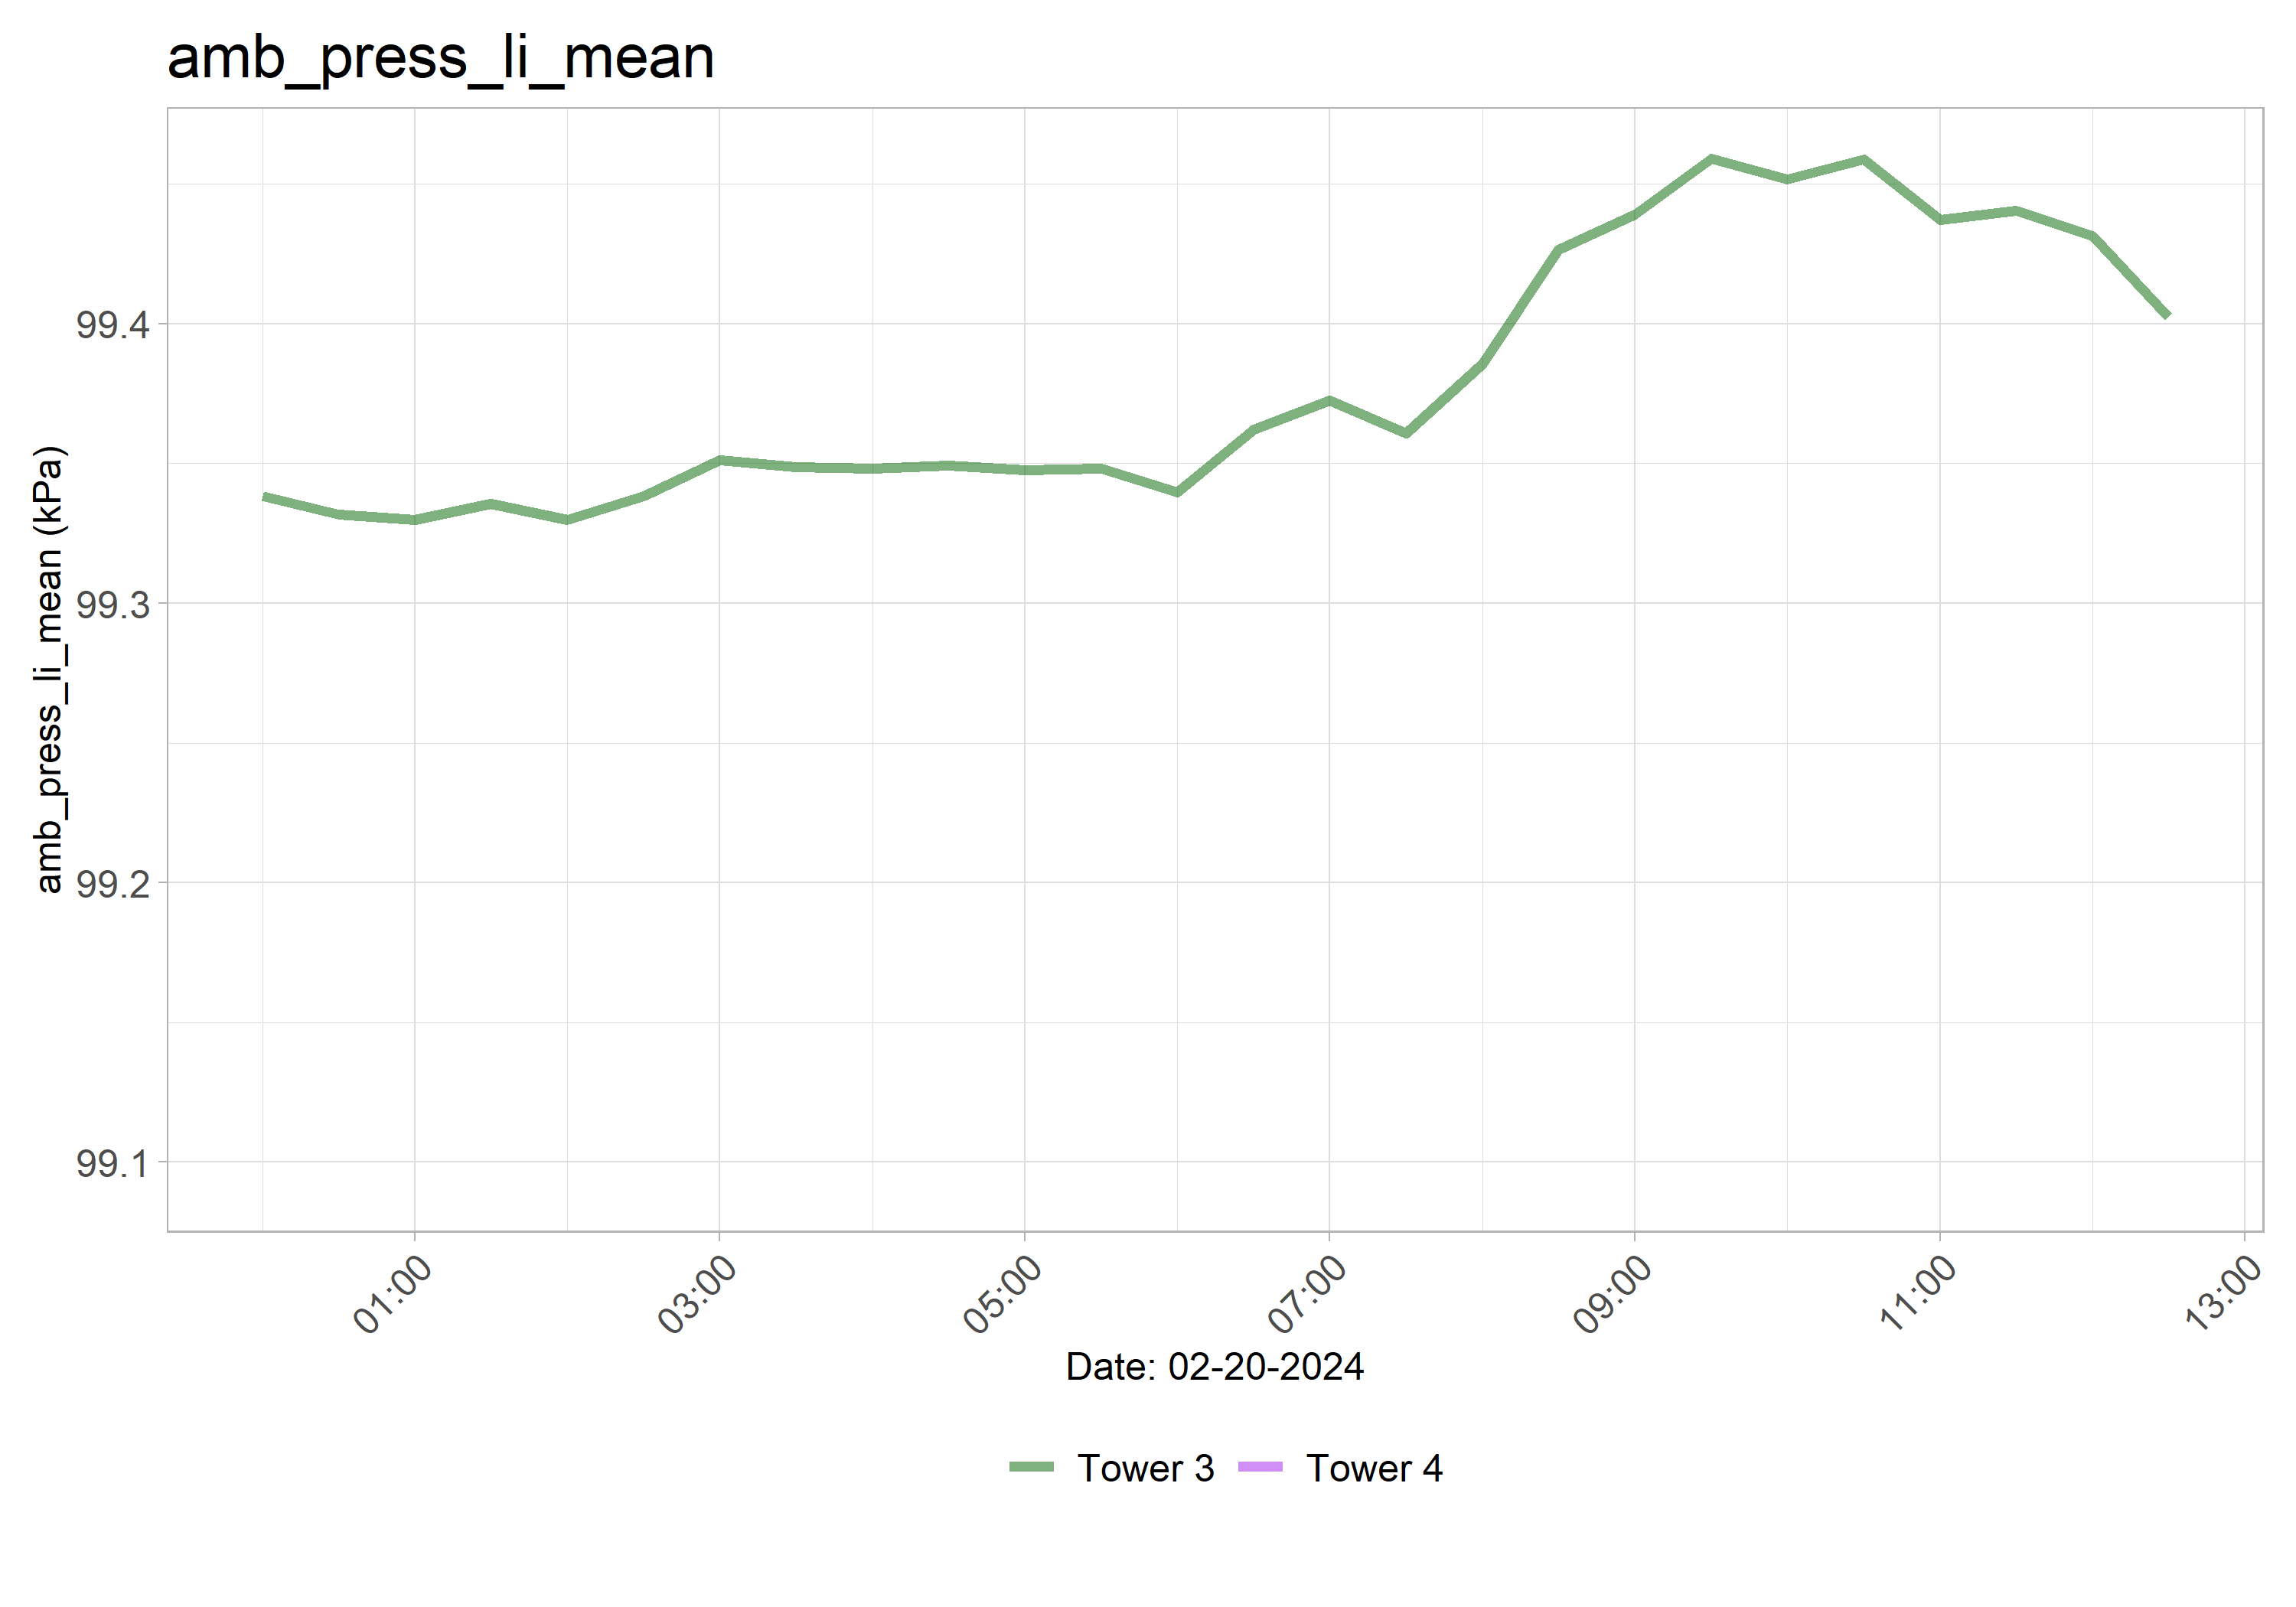 amb_press_li_mean
amb_press_li_mean (kPa)
99.4
99.3
99.2
99.1
01:00 03:00 05:00 07:00 09:00 11:00 13:00
Date: 02-20-2024
Tower 3 Tower 4